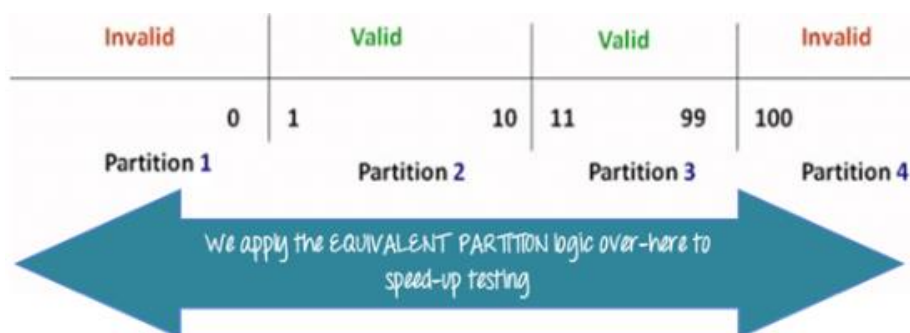 Invalid Valid Valid Invalid
0 1 10 11 99 100
Partition 1 Partition 2 Partition 3 Partition 4
We apply the EQUIVALENT PARTITION logic over-here to
speed-up testing